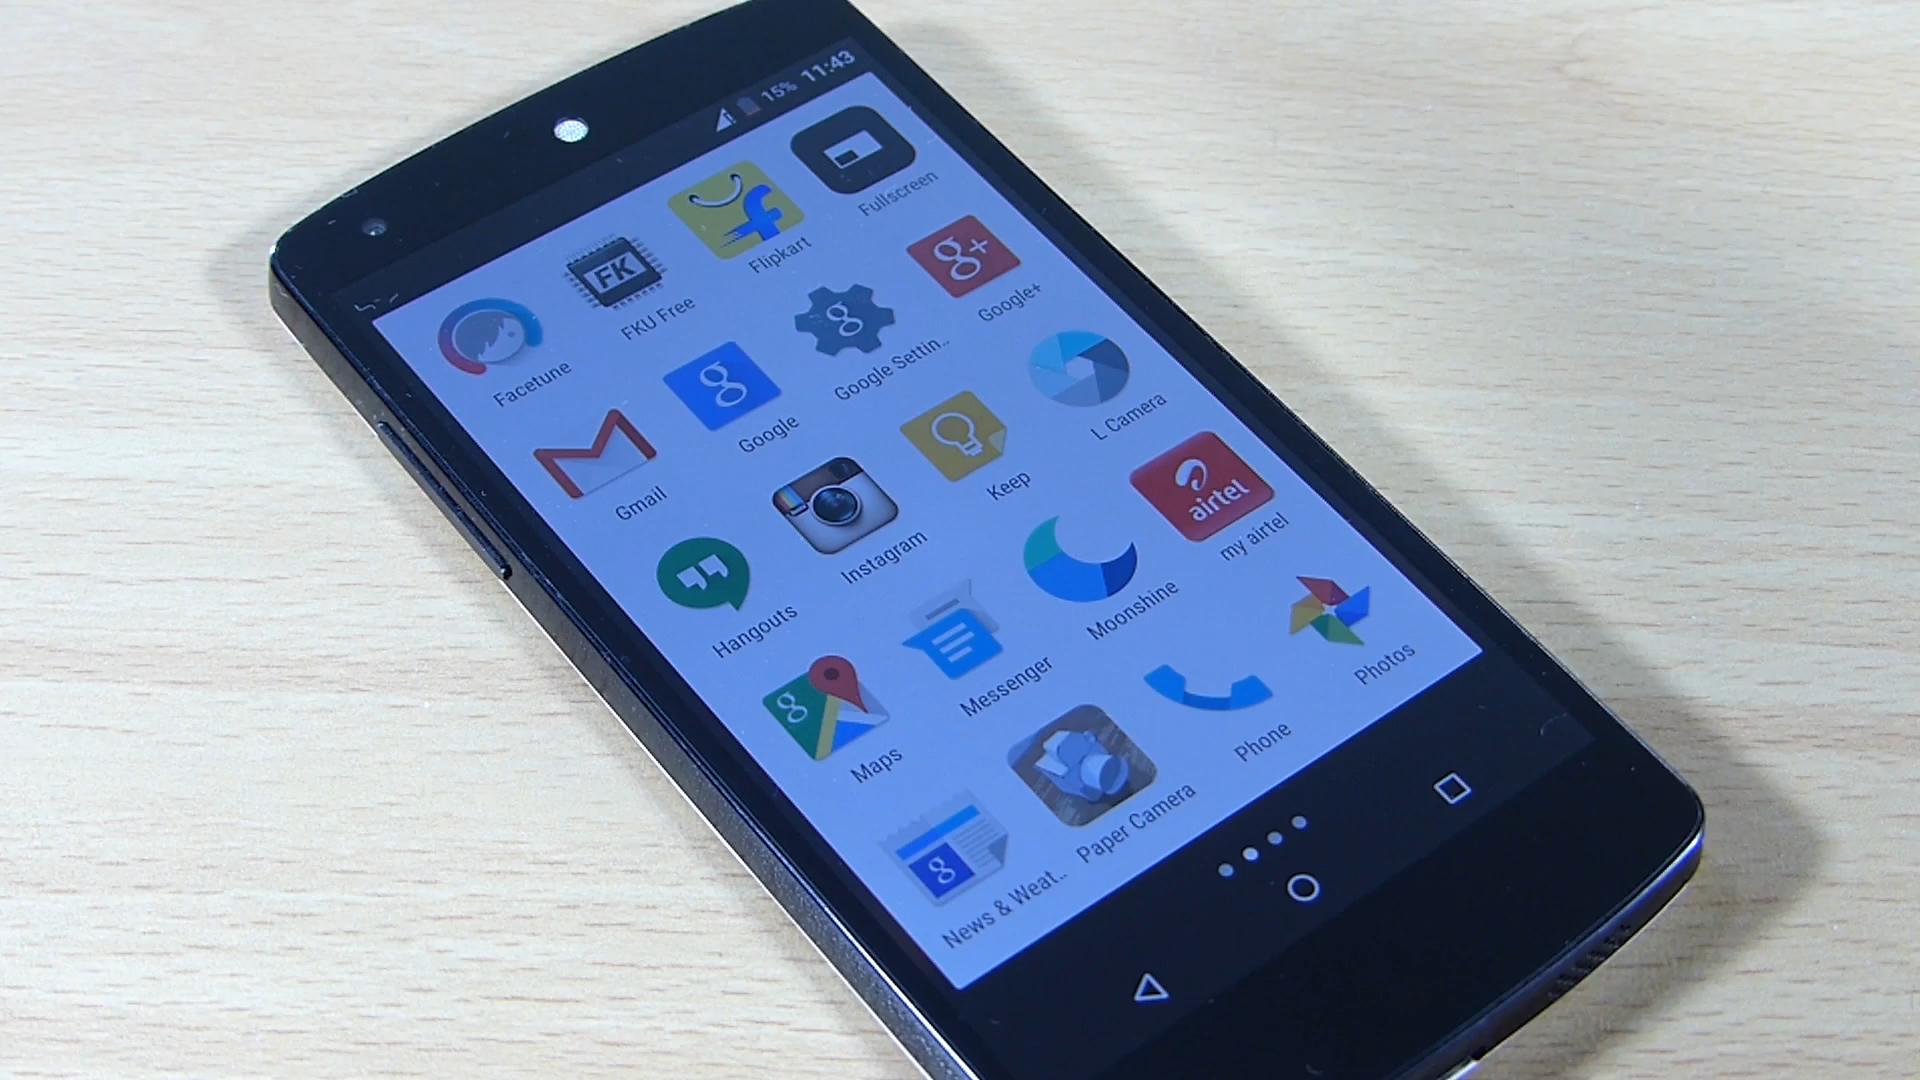 15% 11:43
Facetune
FK
FKU Free
f
Flipkart
Fullscreen
Gmail
g
Google
g
Google Settin..
g+
Google+
Hangouts
Instagram
Keep
L Camera
g
Maps
Messenger
Moonshine
airtel
my airtel
g
News & Weat..
Paper Camera
Phone
Photos